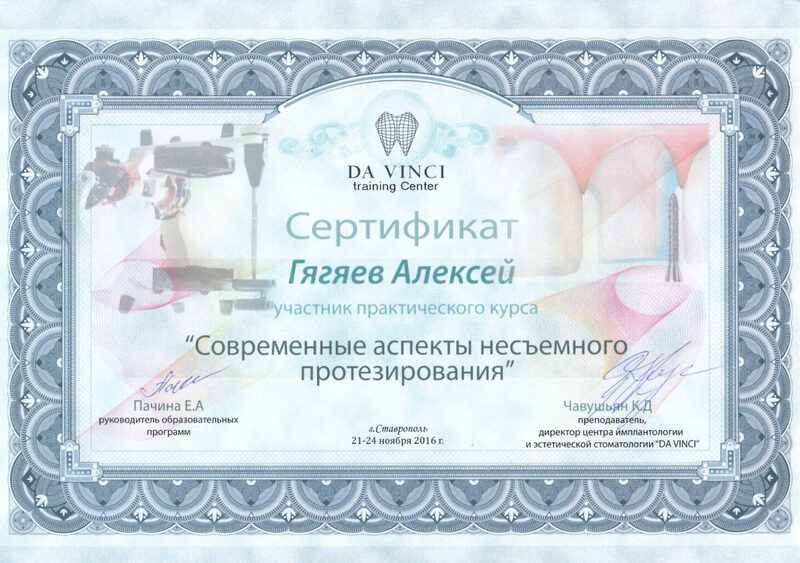 DA VINCI
training Center
Сертификат
Гягяев Алексей
участник практического курса
"Современные аспекты несъемного
протезирования"
Пачина Е.А
руководитель образовательных
программ
г.Ставрополь
21-24 ноября 2016 г.
Чавушьян К.Д
преподаватель,
директор центра имплантологии
и эстетической стоматологии "DA VINCI"